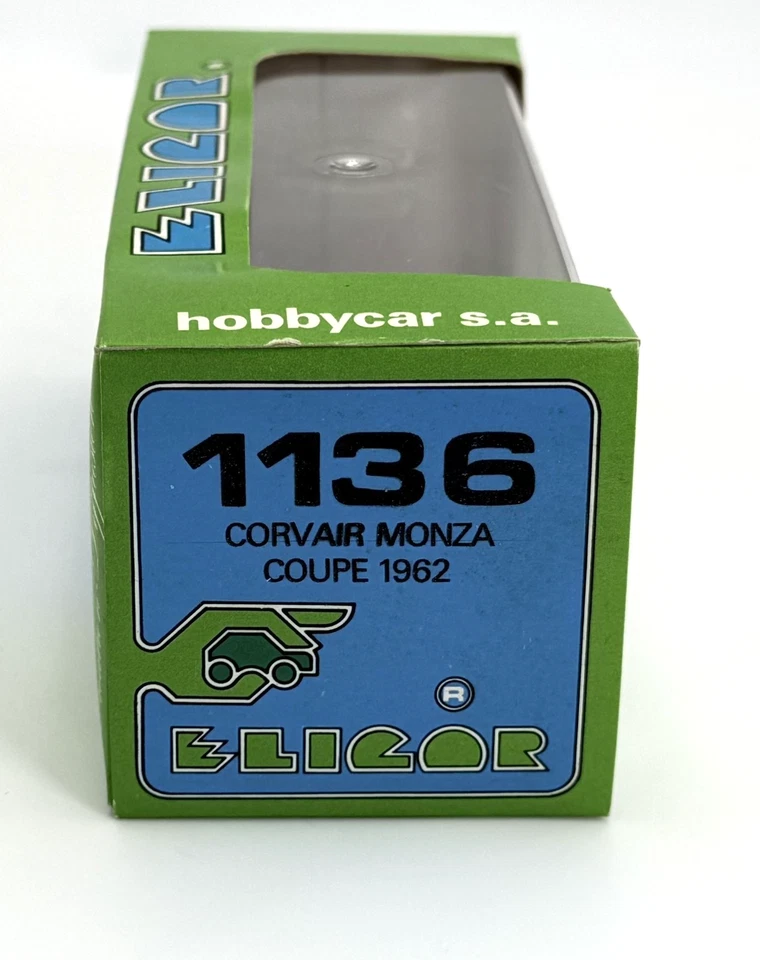 ELIGOR®
hobbycar s.a.
1136
CORVAIR MONZA
COUPE 1962
®
ELIGOR